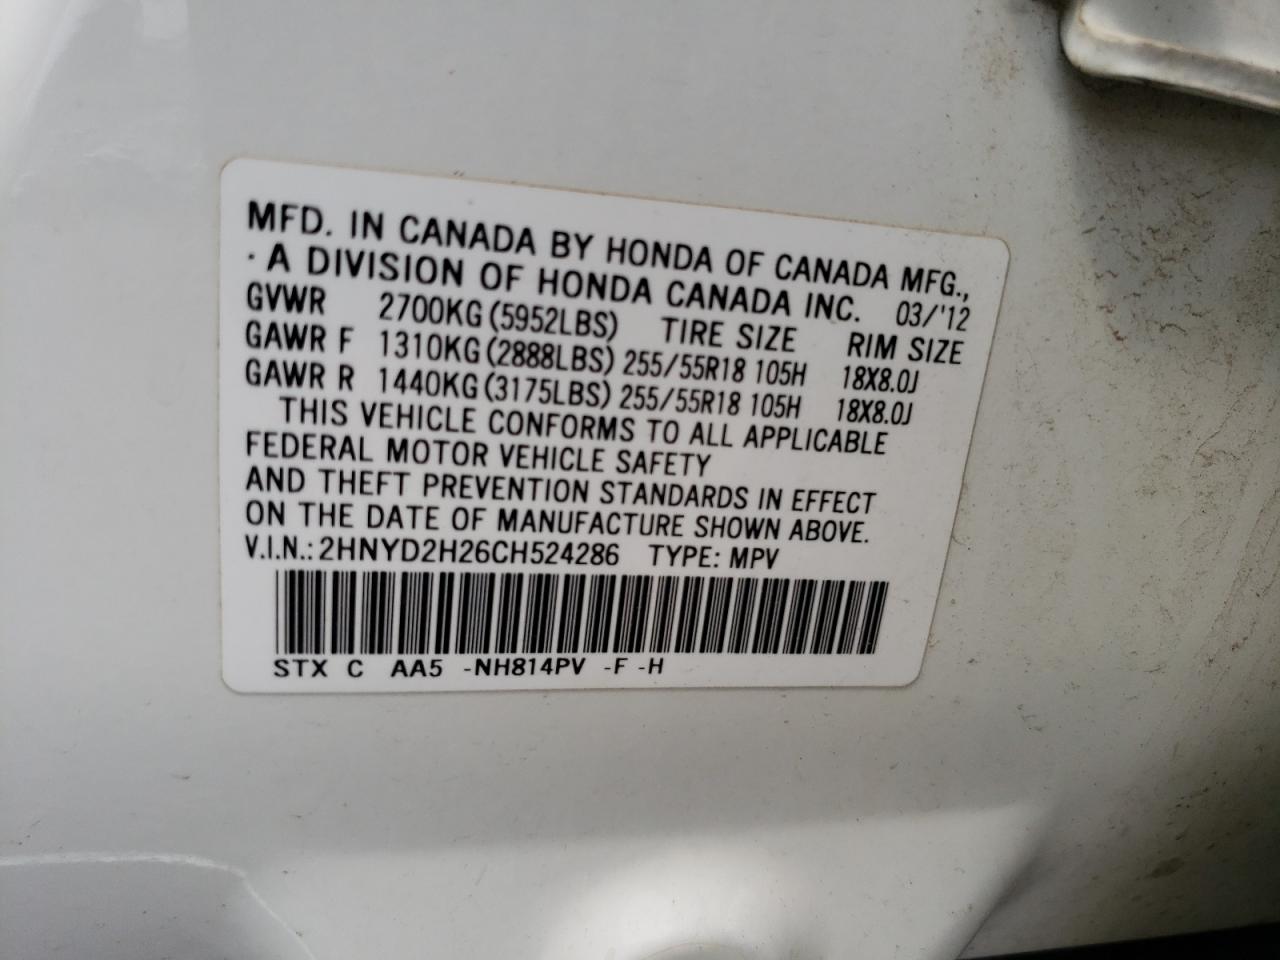 MFD. IN CANADA BY HONDA OF CANADA MFG.,
· A DIVISION OF HONDA CANADA INC. 03/'12
GVWR 2700KG (5952LBS) TIRE SIZE RIM SIZE
GAWR F 1310KG (2888LBS) 255/55R18 105H 18X8.0J
GAWR R 1440KG (3175LBS) 255/55R18 105H 18X8.0J
THIS VEHICLE CONFORMS TO ALL APPLICABLE
FEDERAL MOTOR VEHICLE SAFETY
AND THEFT PREVENTION STANDARDS IN EFFECT
ON THE DATE OF MANUFACTURE SHOWN ABOVE.
V.I.N.: 2HNYD2H26CH524286 TYPE: MPV
STX C AA5 -NH814PV -F -H